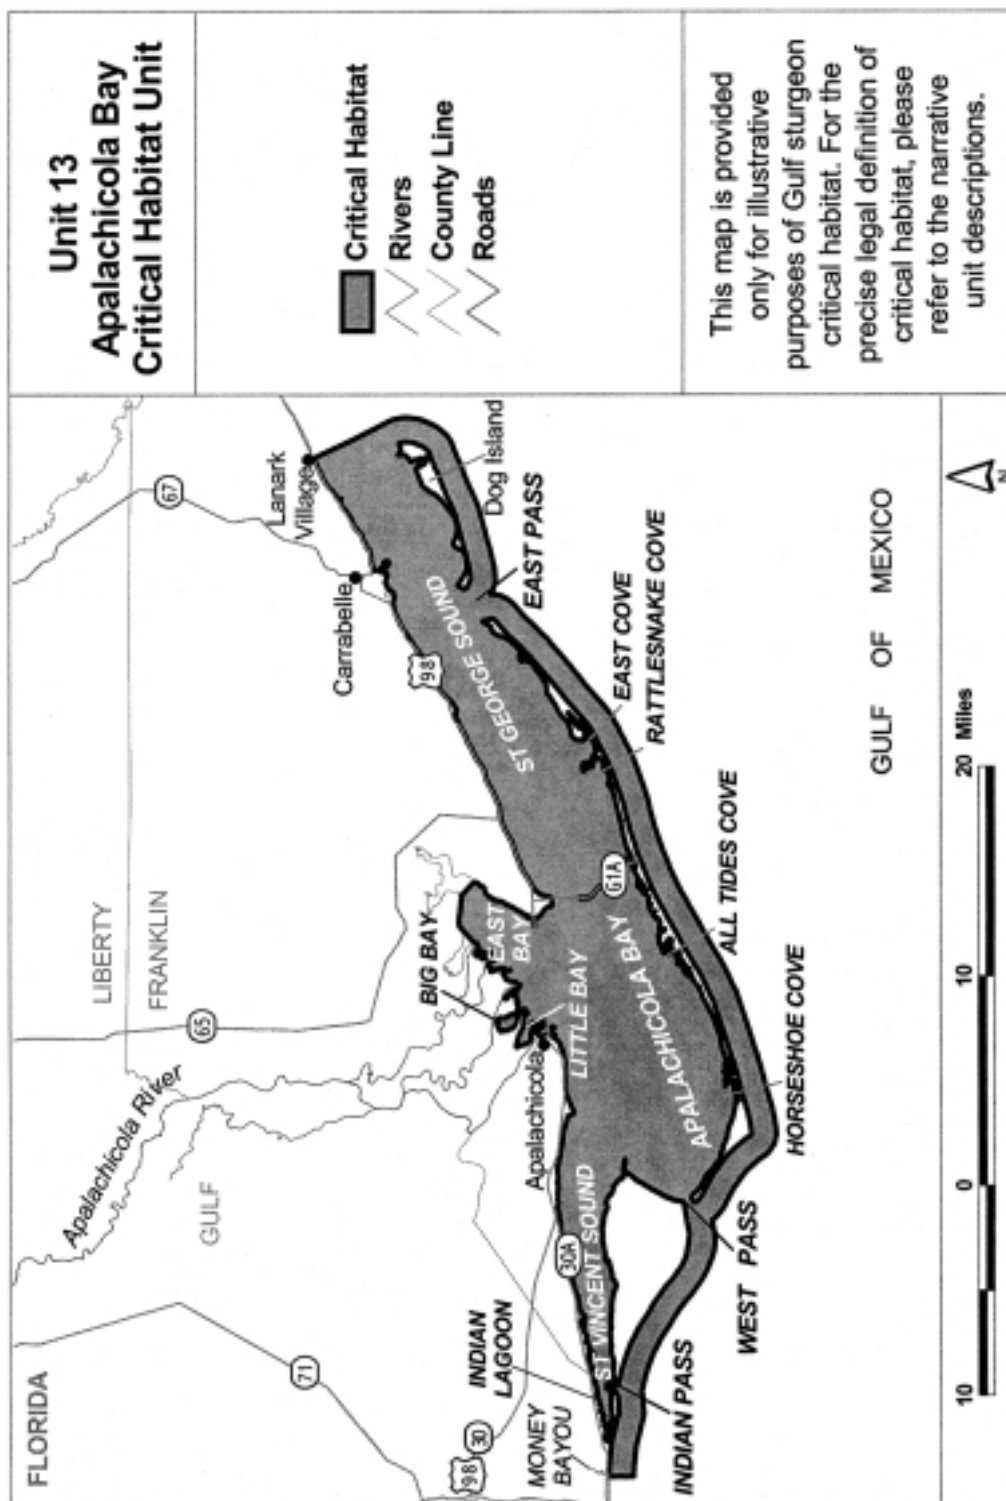 Unit 13
Apalachicola Bay
Critical Habitat Unit
Critical Habitat
Rivers
County Line
Roads
This map is provided
only for illustrative
purposes of Gulf sturgeon
critical habitat. For the
precise legal definition of
critical habitat, please
refer to the narrative
unit descriptions.
FLORIDA
LIBERTY
FRANKLIN
GULF
Apalachicola River
71
65
67
98
30
98
30A
G1A
Lanark
Village
Carrabelle
Dog Island
EAST PASS
ST GEORGE SOUND
EAST COVE
RATTLESNAKE COVE
BIG BAY
EAST
BAY
LITTLE BAY
Apalachicola
APALACHICOLA BAY
ALL TIDES COVE
HORSESHOE COVE
ST VINCENT SOUND
INDIAN
LAGOON
MONEY
BAYOU
INDIAN PASS
WEST PASS
GULF OF MEXICO
N
10 0 10 20 Miles